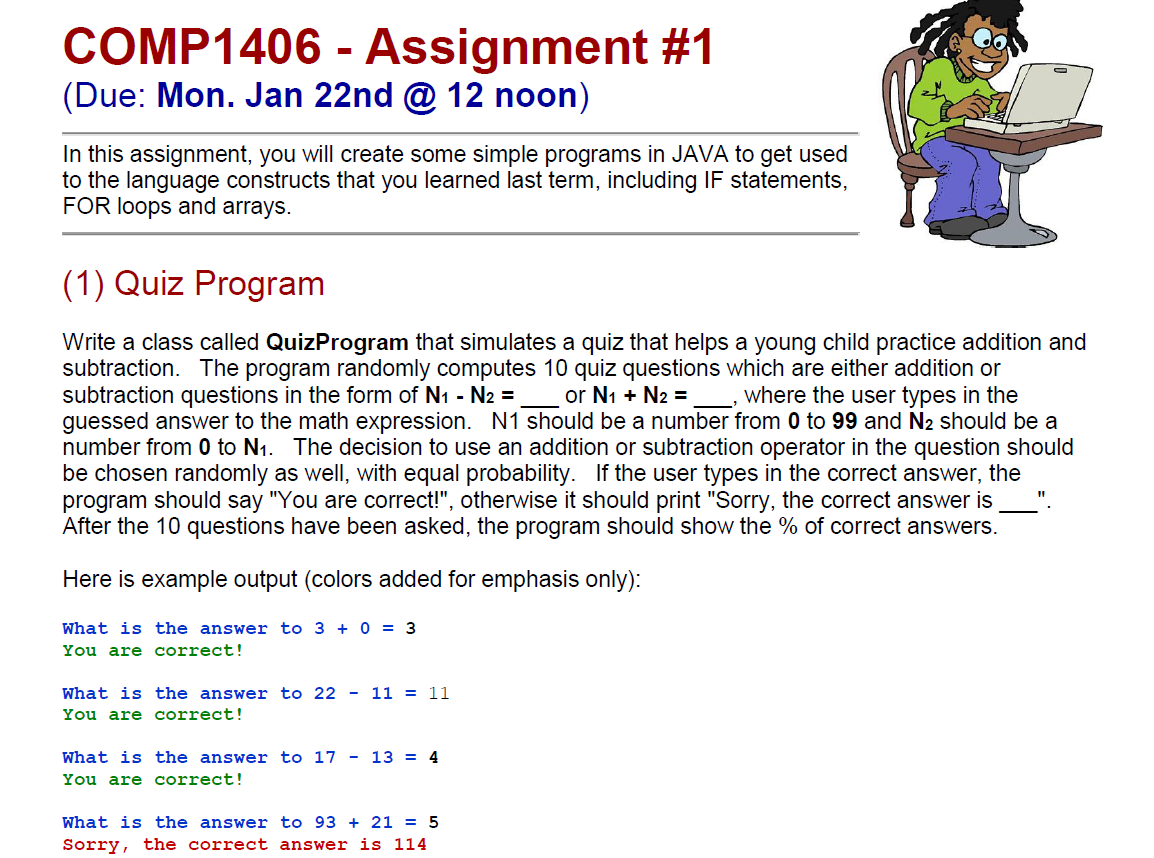 COMP1406 - Assignment #1
(Due: Mon. Jan 22nd @ 12 noon)
In this assignment, you will create some simple programs in JAVA to get used
to the language constructs that you learned last term, including IF statements,
FOR loops and arrays.
(1) Quiz Program
Write a class called QuizProgram that simulates a quiz that helps a young child practice addition and
subtraction. The program randomly computes 10 quiz questions which are either addition or
subtraction questions in the form of N1 - N2 = ___ or N1 + N2 = ___, where the user types in the
guessed answer to the math expression. N1 should be a number from 0 to 99 and N2 should be a
number from 0 to N1. The decision to use an addition or subtraction operator in the question should
be chosen randomly as well, with equal probability. If the user types in the correct answer, the
program should say "You are correct!", otherwise it should print "Sorry, the correct answer is ___".
After the 10 questions have been asked, the program should show the % of correct answers.
Here is example output (colors added for emphasis only):
What is the answer to 3 + 0 = 3
You are correct!
What is the answer to 22 - 11 = 11
You are correct!
What is the answer to 17 - 13 = 4
You are correct!
What is the answer to 93 + 21 = 5
Sorry, the correct answer is 114